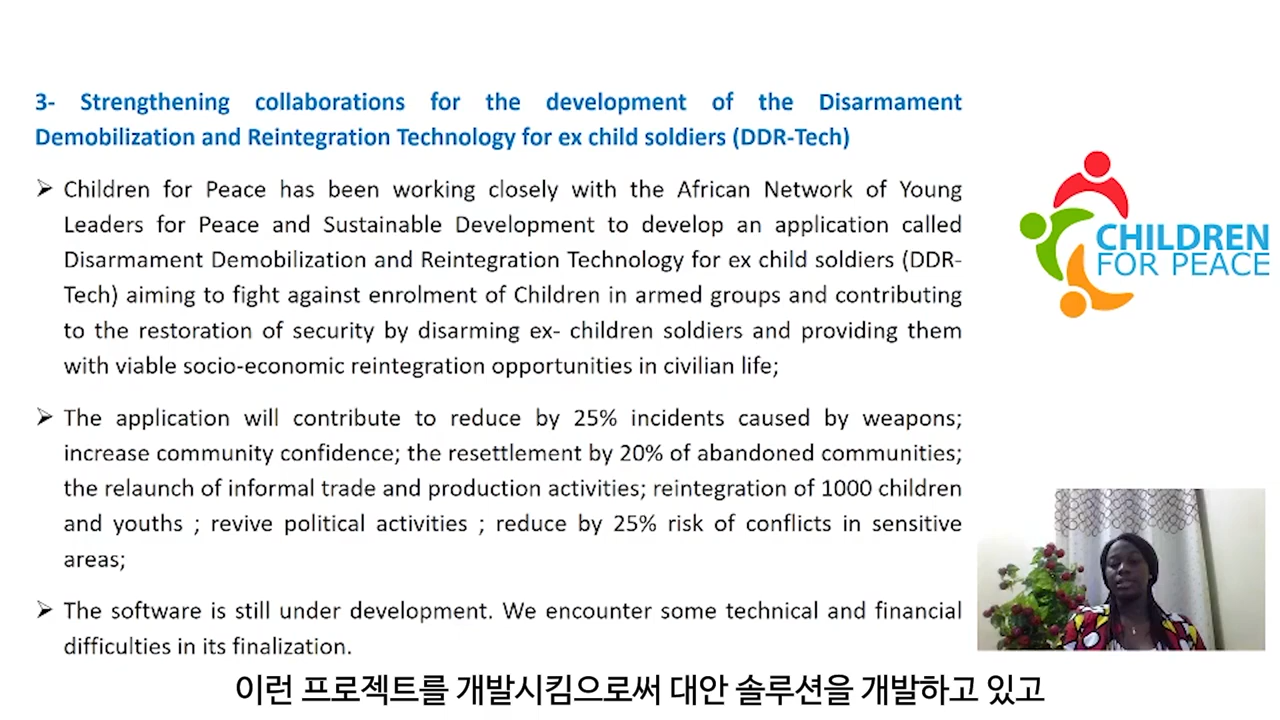 3- Strengthening collaborations for the development of the Disarmament
Demobilization and Reintegration Technology for ex child soldiers (DDR-Tech)
➢ Children for Peace has been working closely with the African Network of Young
Leaders for Peace and Sustainable Development to develop an application called
Disarmament Demobilization and Reintegration Technology for ex child soldiers (DDR-
Tech) aiming to fight against enrolment of Children in armed groups and contributing
to the restoration of security by disarming ex- children soldiers and providing them
with viable socio-economic reintegration opportunities in civilian life;
➢ The application will contribute to reduce by 25% incidents caused by weapons;
increase community confidence; the resettlement by 20% of abandoned communities;
the relaunch of informal trade and production activities; reintegration of 1000 children
and youths ; revive political activities ; reduce by 25% risk of conflicts in sensitive
areas;
➢ The software is still under development. We encounter some technical and financial
difficulties in its finalization.
CHILDREN
FOR PEACE
이런 프로젝트를 개발시킴으로써 대안 솔루션을 개발하고 있고